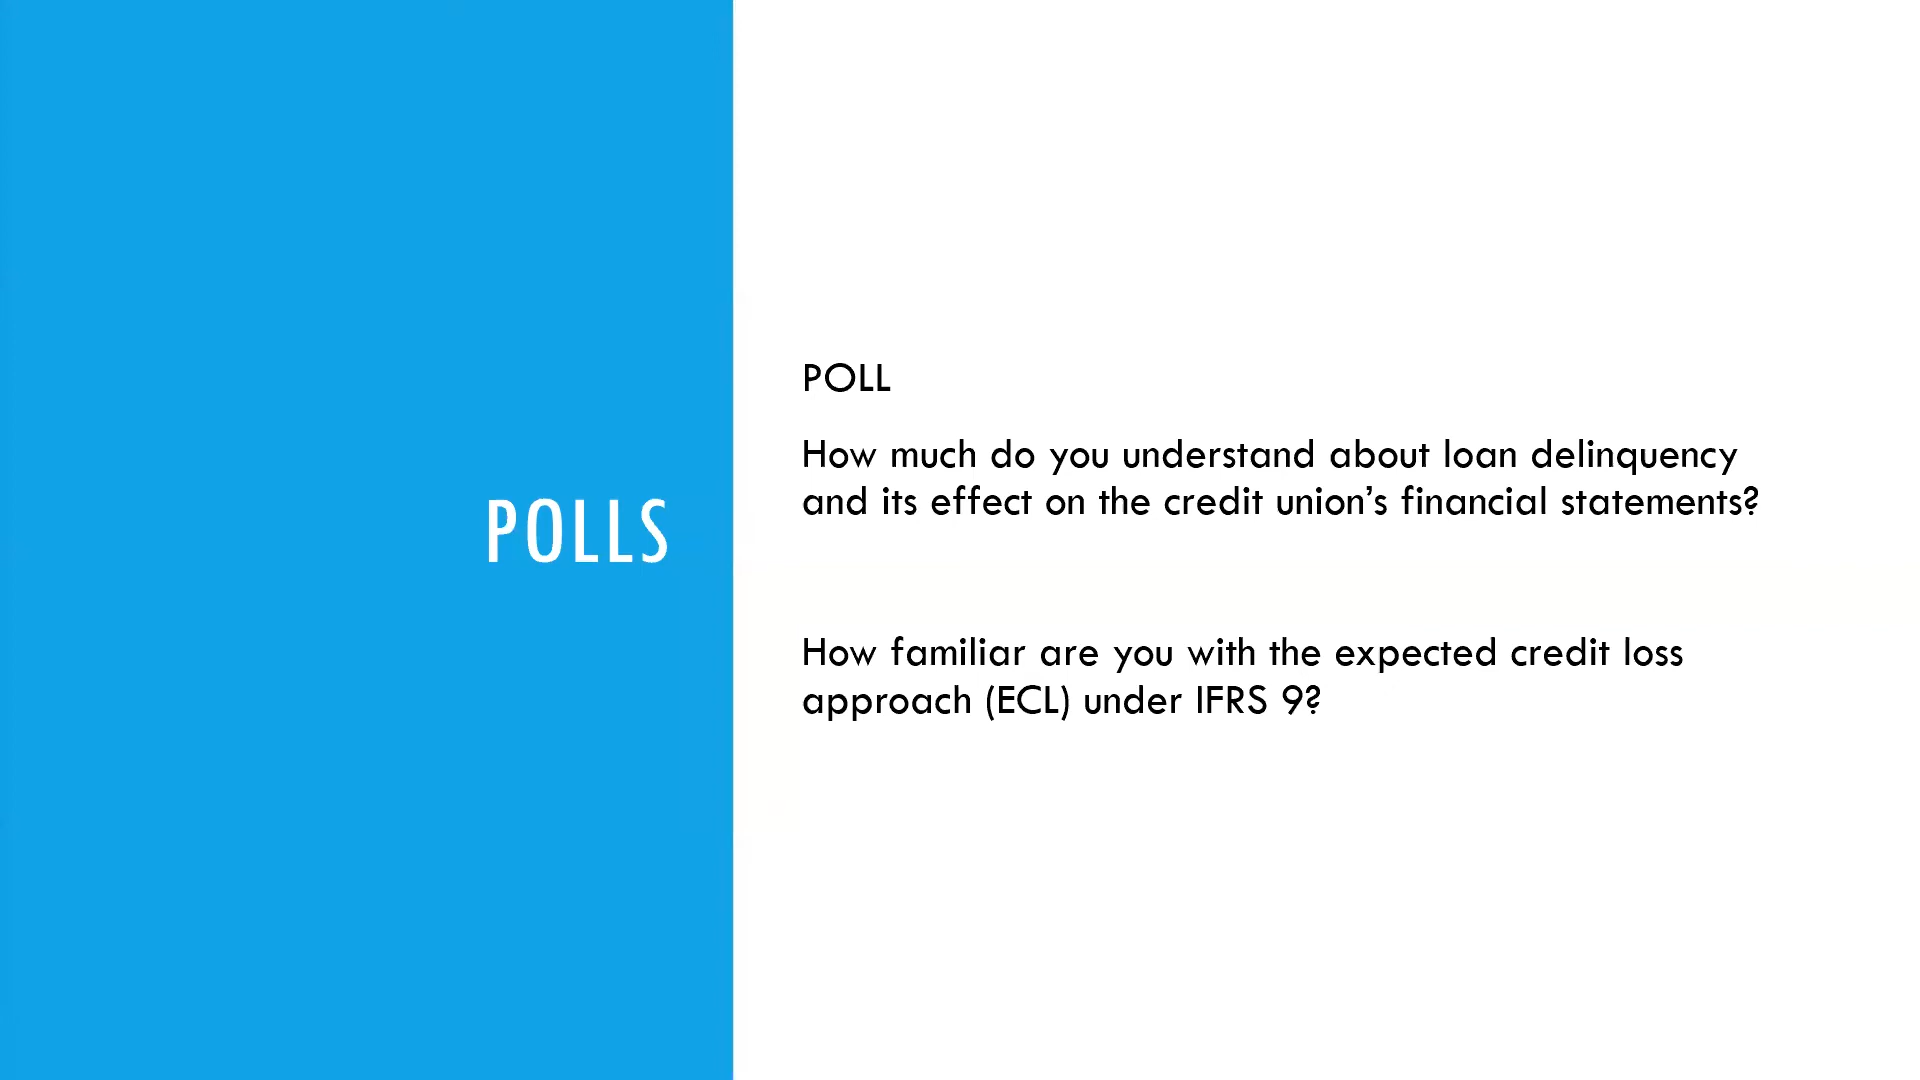 POLLS
POLL
How much do you understand about loan delinquency
and its effect on the credit union’s financial statements?
How familiar are you with the expected credit loss
approach (ECL) under IFRS 9?